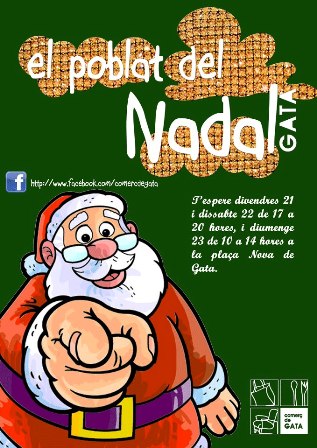 el poblat del
Nadal
GATA
f
http://www.facebook.com/comerçdegata
T'espere divendres 21
i dissabte 22 de 17 a
20 hores, i diumenge
23 de 10 a 14 hores a
la plaça Nova de
Gata.
comerç
de
GATA